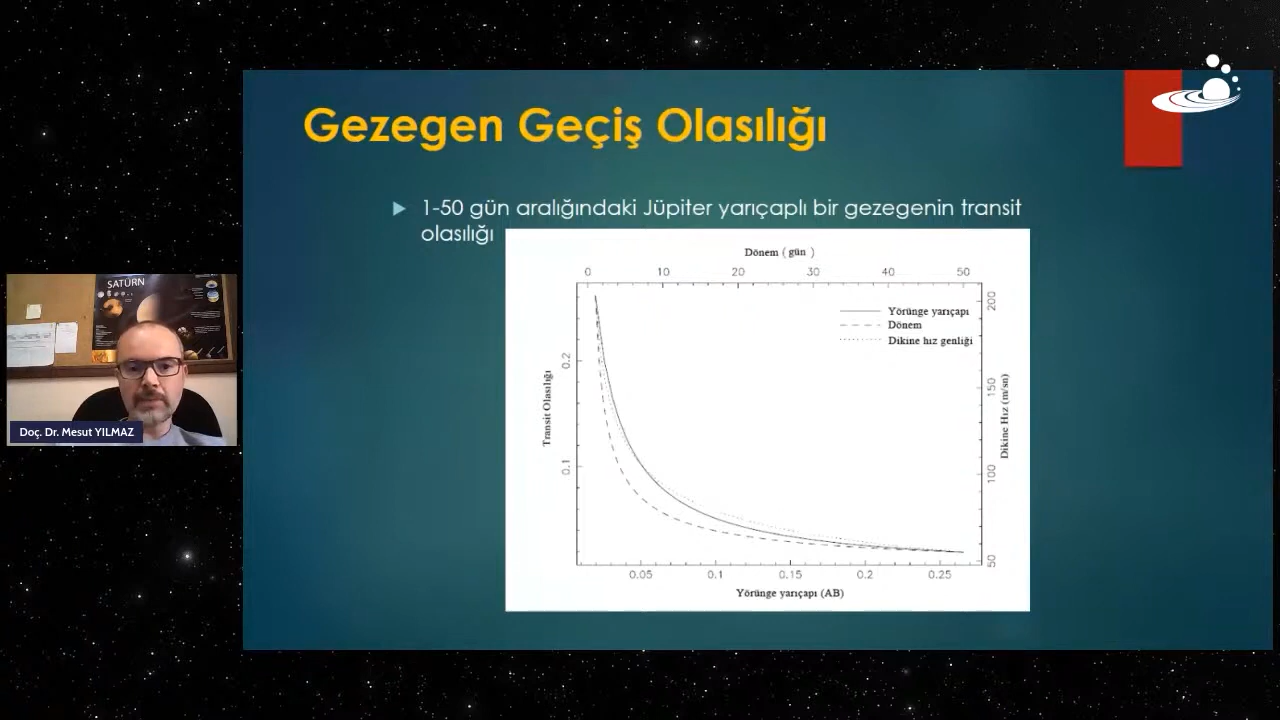 Gezegen Geçiş Olasılığı
1-50 gün aralığındaki Jüpiter yarıçaplı bir gezegenin transit
olasılığı
Dönem ( gün )
0 10 20 30 40 50
Yörünge yarıçapı
Dönem
Dikine hız genliği
Transit Olasılığı
0.2
0.1
200
150
100
50
Dikine Hız (m/sn)
0.05 0.1 0.15 0.2 0.25
Yörünge yarıçapı (AB)
SATÜRN
Doç. Dr. Mesut YILMAZ